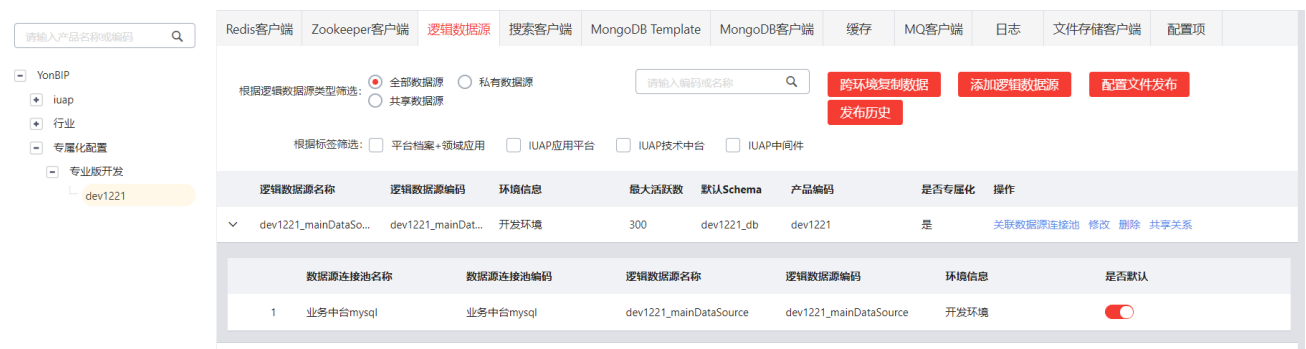 请输入产品名称或编码
YonBIP
iuap
行业
专属化配置
专业版开发
dev1221
Redis客户端 Zookeeper客户端 逻辑数据源 搜索客户端 MongoDB Template MongoDB客户端 缓存 MQ客户端 日志 文件存储客户端 配置项
根据逻辑数据源类型筛选: 全部数据源 私有数据源
共享数据源
请输入编码或名称
跨环境复制数据 添加逻辑数据源 配置文件发布
发布历史
根据标签筛选: 平台档案+领域应用 IUAP应用平台 IUAP技术中台 IUAP中间件
逻辑数据源名称 逻辑数据源编码 环境信息 最大活跃数 默认Schema 产品编码 是否专属化 操作
dev1221_mainDataSo... dev1221_mainDat... 开发环境 300 dev1221_db dev1221 是 关联数据源连接池 修改 删除 共享关系
数据源连接池名称 数据源连接池编码 逻辑数据源名称 逻辑数据源编码 环境信息 是否默认
1 业务中台mysql 业务中台mysql dev1221_mainDataSource dev1221_mainDataSource 开发环境